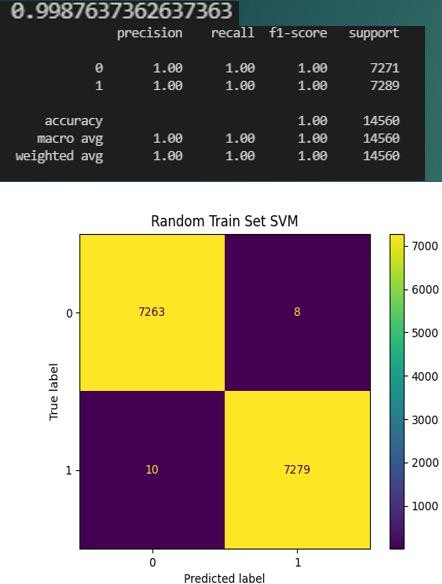 0.9987637362637363
precision recall f1-score support
0 1.00 1.00 1.00 7271
1 1.00 1.00 1.00 7289
accuracy 1.00 14560
macro avg 1.00 1.00 1.00 14560
weighted avg 1.00 1.00 1.00 14560
Random Train Set SVM
7000
6000
5000
4000
3000
2000
1000
0 7263 8
True label
1 10 7279
0 1
Predicted label